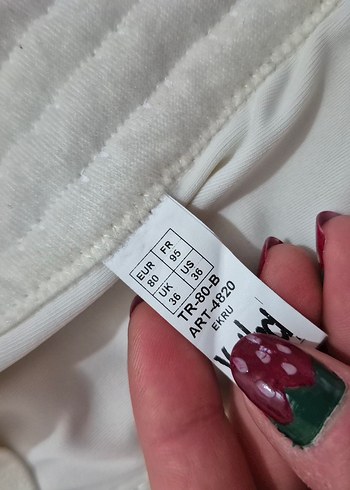 EUR 80 FR 95
UK 36 US 36
TR-80-B
ART-4820
EKRU